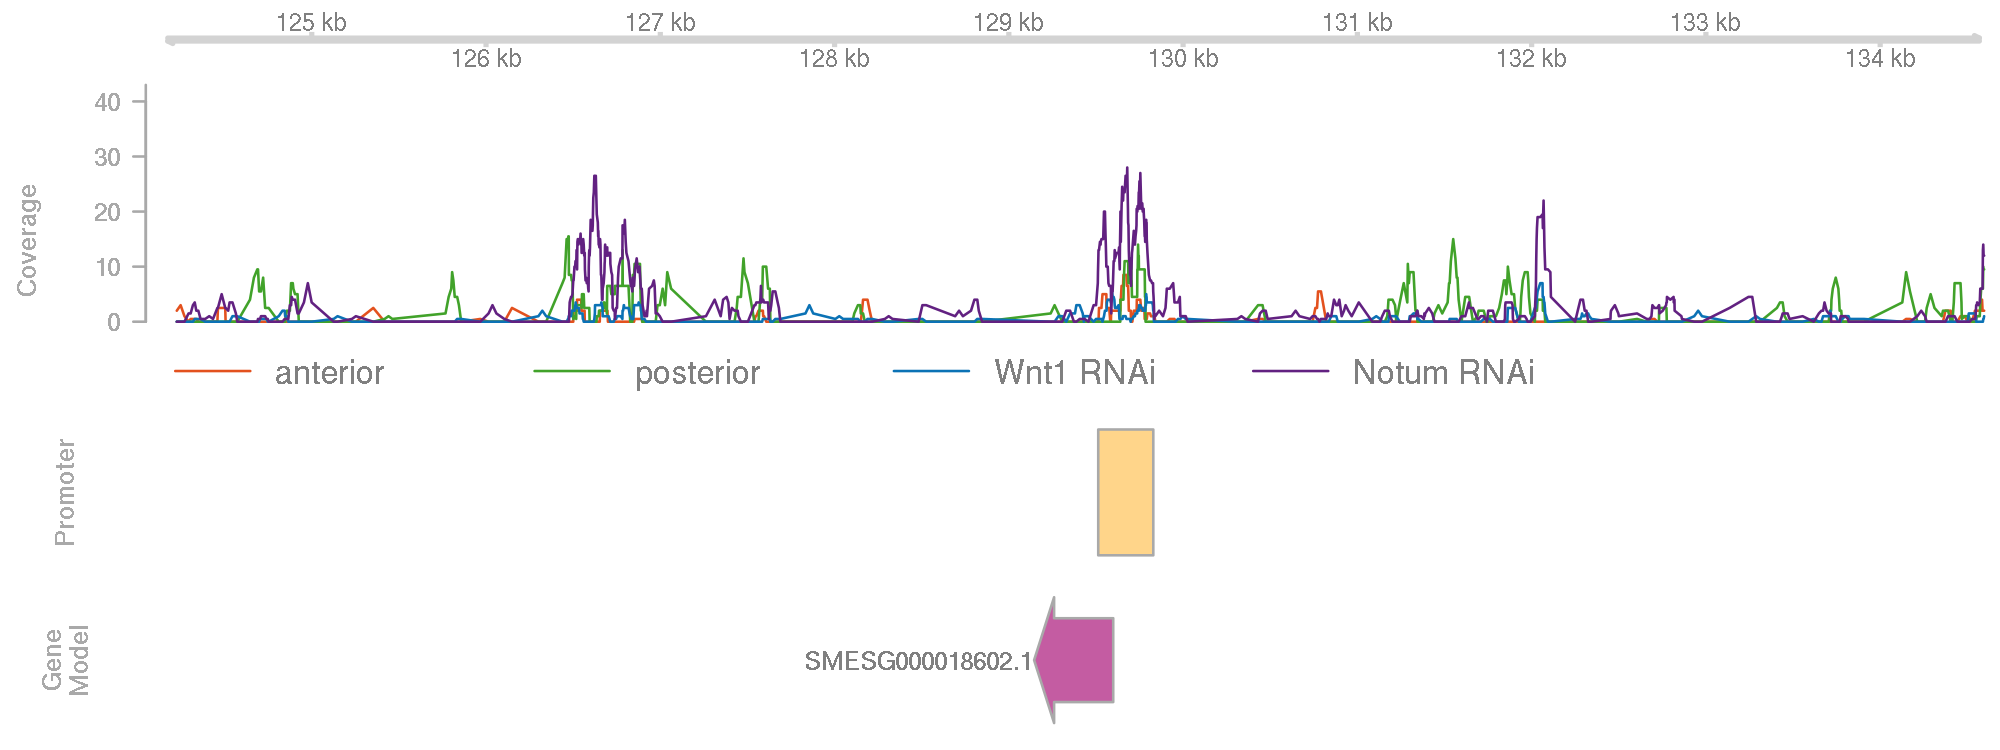 125 kb 127 kb 129 kb 131 kb 133 kb
126 kb 128 kb 130 kb 132 kb 134 kb
40
30
20
10
0
Coverage
anterior posterior Wnt1 RNAi Notum RNAi
Promoter
Gene
Model
SMESG000018602.1